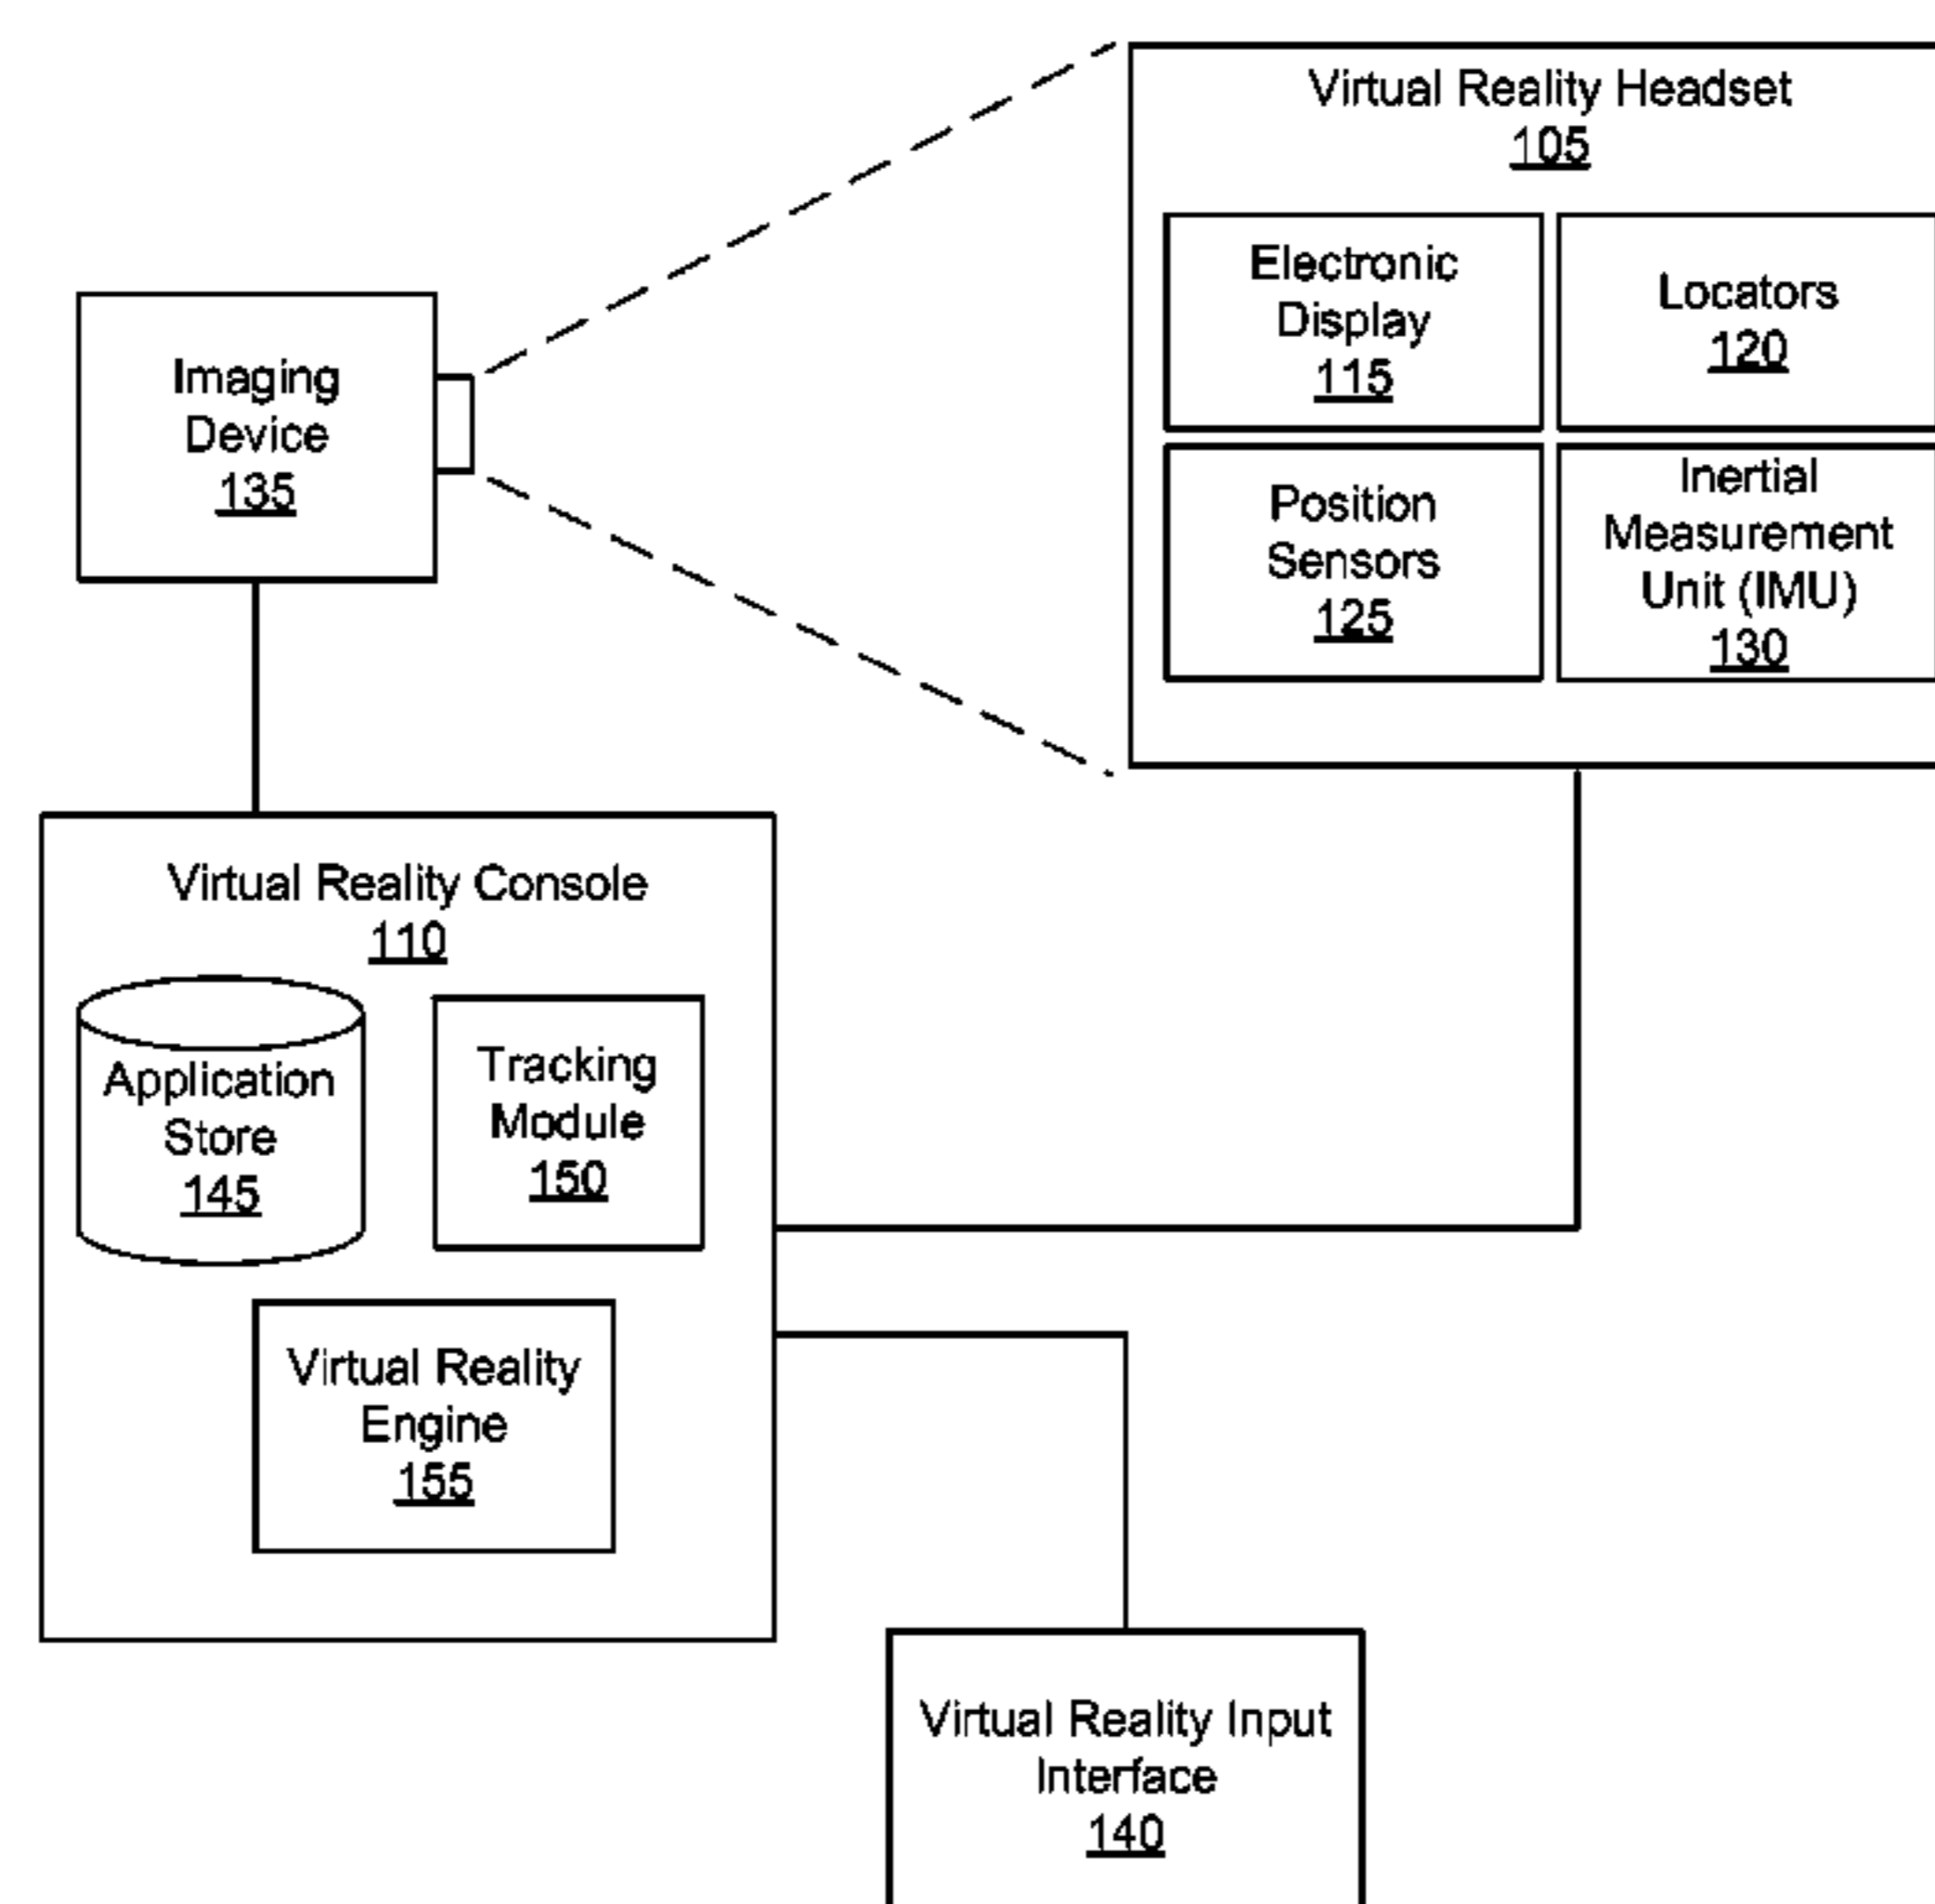 Virtual Reality Headset
105
Electronic
Display
115
Locators
120
Position
Sensors
125
Inertial
Measurement
Unit (IMU)
130
Imaging
Device
135
Virtual Reality Console
110
Application
Store
145
Tracking
Module
150
Virtual Reality
Engine
155
Virtual Reality Input
Interface
140